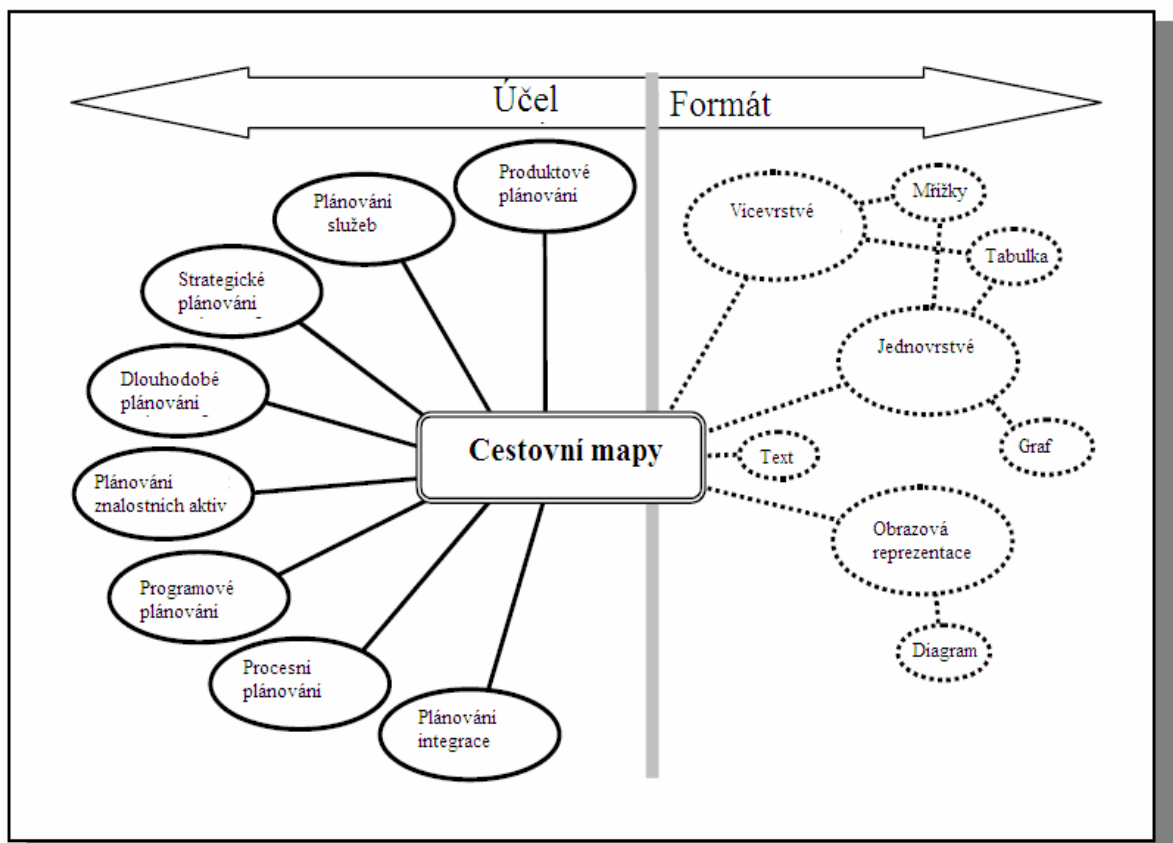 Účel
Formát
Produktové
plánování
Plánování
služeb
Strategické
plánování
Dlouhodobé
plánování
Plánování
znalostních aktiv
Programové
plánování
Procesní
plánování
Plánování
integrace
Cestovní mapy
Vícevrstvé
Mřížky
Tabulka
Jednovrstvé
Graf
Text
Obrazová
reprezentace
Diagram